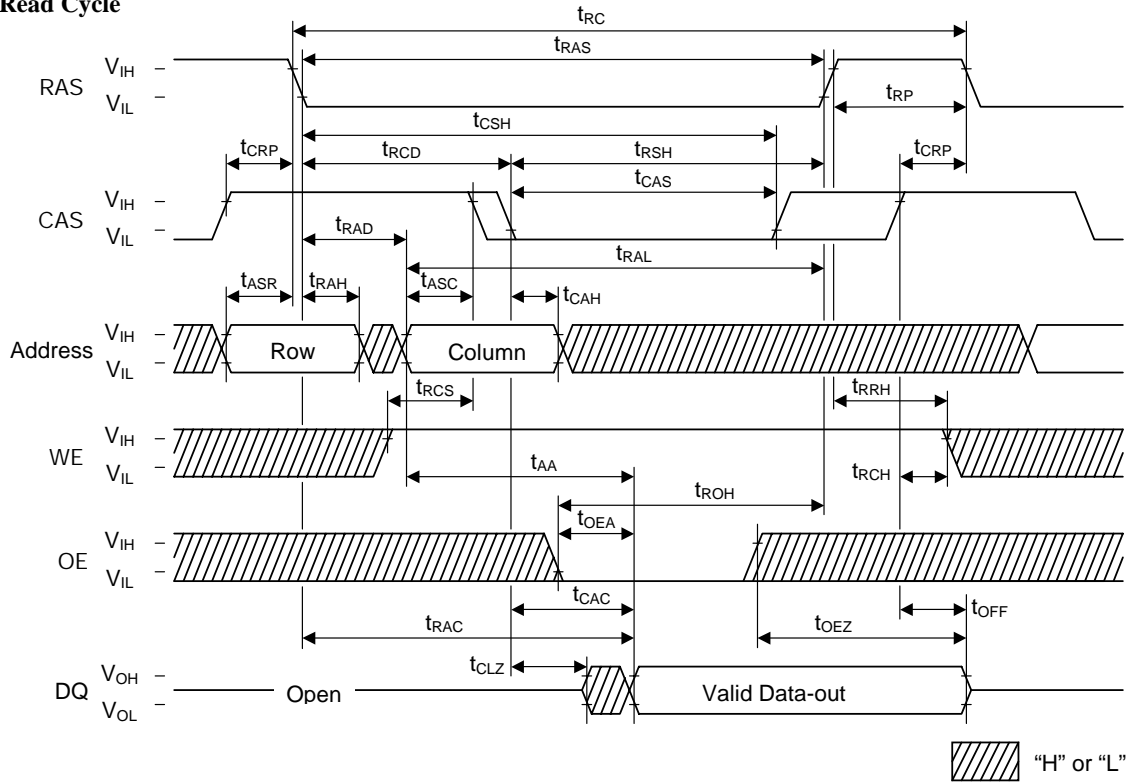 Read Cycle
tRC
RAS
VIH
VIL
tRAS
tRP
tCSH
tCRP
tRCD
tRSH
tCRP
CAS
VIH
VIL
tCAS
tRAD
tRAL
tASR
tRAH
tASC
tCAH
Address
VIH
VIL
Row
Column
tRCS
tRRH
WE
VIH
VIL
tAA
tRCH
tROH
tOEA
OE
VIH
VIL
tCAC
tOFF
tRAC
tOEZ
tCLZ
DQ
VOH
VOL
Open
Valid Data-out
“H” or “L”